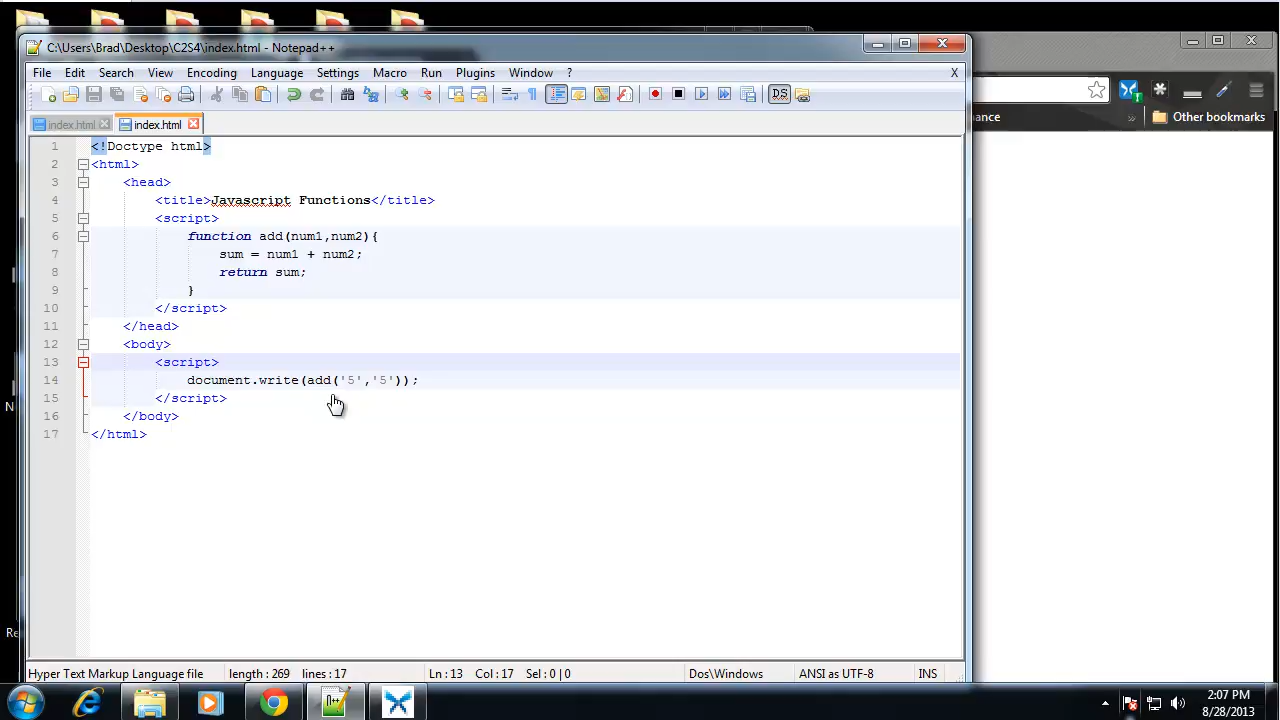 C:\Users\Brad\Desktop\C2S4\index.html - Notepad++
File Edit Search View Encoding Language Settings Macro Run Plugins Window ? X
index.html index.html
1 <!Doctype html>
2 <html>
3 <head>
4 <title>Javascript Functions</title>
5 <script>
6 function add(num1,num2){
7 sum = num1 + num2;
8 return sum;
9 }
10 </script>
11 </head>
12 <body>
13 <script>
14 document.write(add('5','5'));
15 </script>
16 </body>
17 </html>
Other bookmarks
Hyper Text Markup Language file length : 269 lines : 17 Ln : 13 Col : 17 Sel : 0 | 0 Dos\Windows ANSI as UTF-8 INS
2:07 PM
8/28/2013